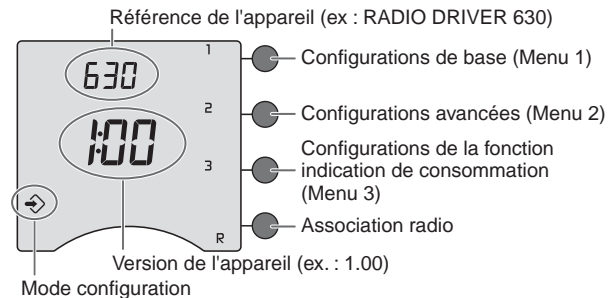 Référence de l'appareil (ex : RADIO DRIVER 630)
1
630
Configurations de base (Menu 1)
2
1:00
Configurations avancées (Menu 2)
Configurations de la fonction
indication de consommation
(Menu 3)
3
Association radio
R
Version de l'appareil (ex. : 1.00)
Mode configuration